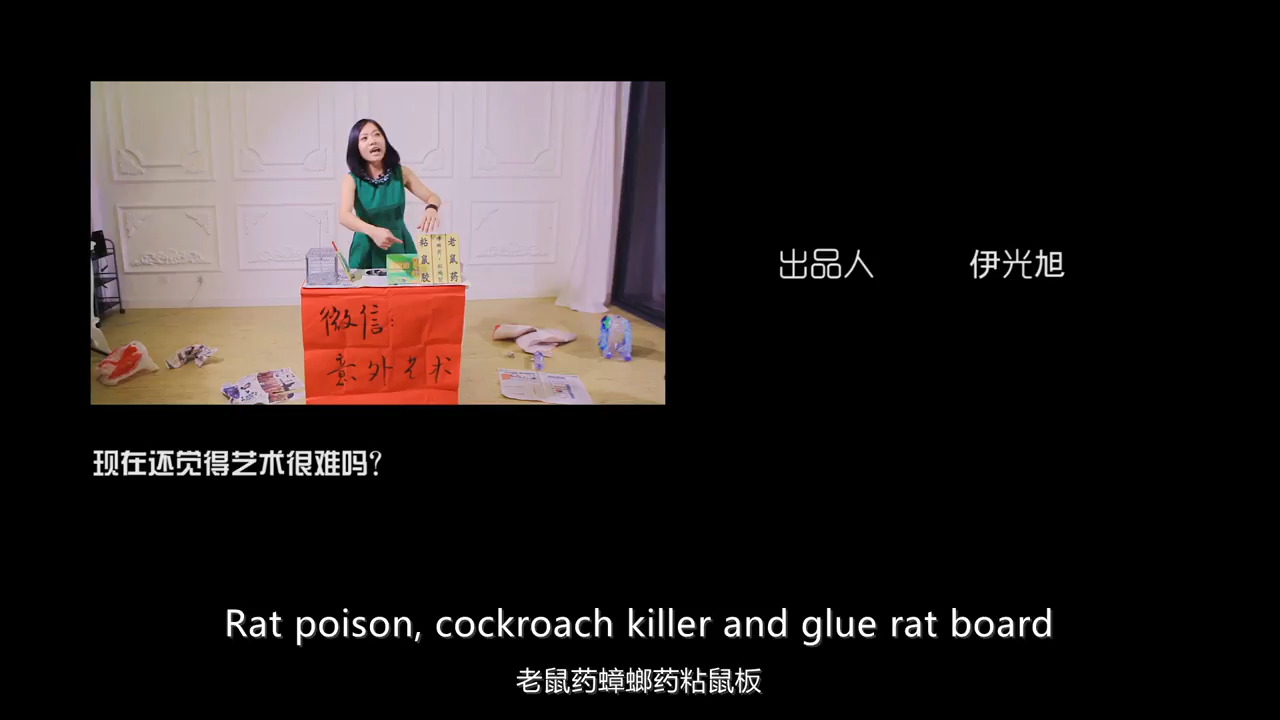 粘鼠胶
老鼠药
微信:
意外艺术
出品人 伊光旭
现在还觉得艺术很难吗?
Rat poison, cockroach killer and glue rat board
老鼠药蟑螂药粘鼠板